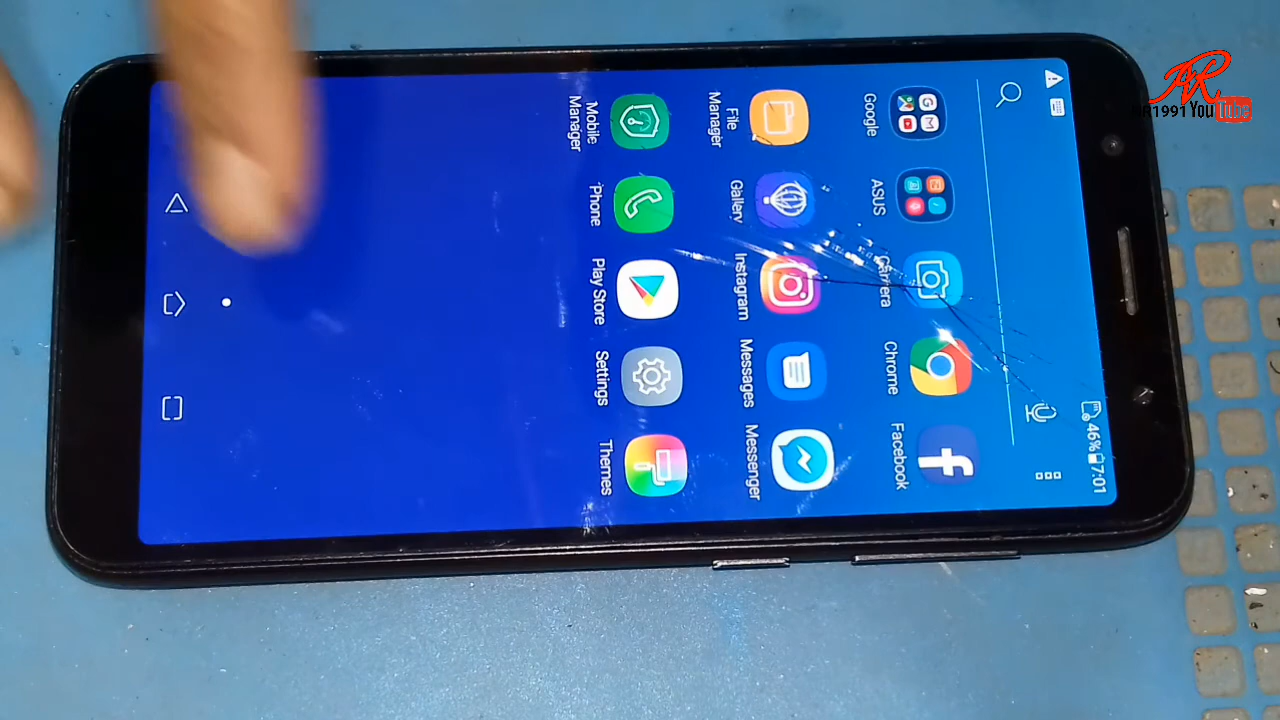 46% 7:01
Google
ASUS
Camera
Chrome
Facebook
File Manager
Gallery
Instagram
Messages
Messenger
Mobile Manager
Phone
Play Store
Settings
Themes
YouTube